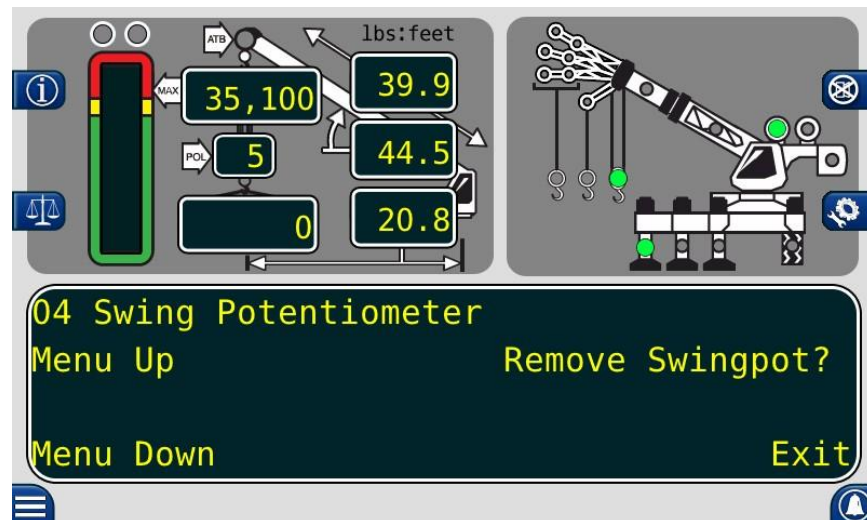 lbs:feet
ATB
39.9
MAX
35,100
POL
5
44.5
0
20.8
04 Swing Potentiometer
Menu Up
Remove Swingpot?
Menu Down
Exit